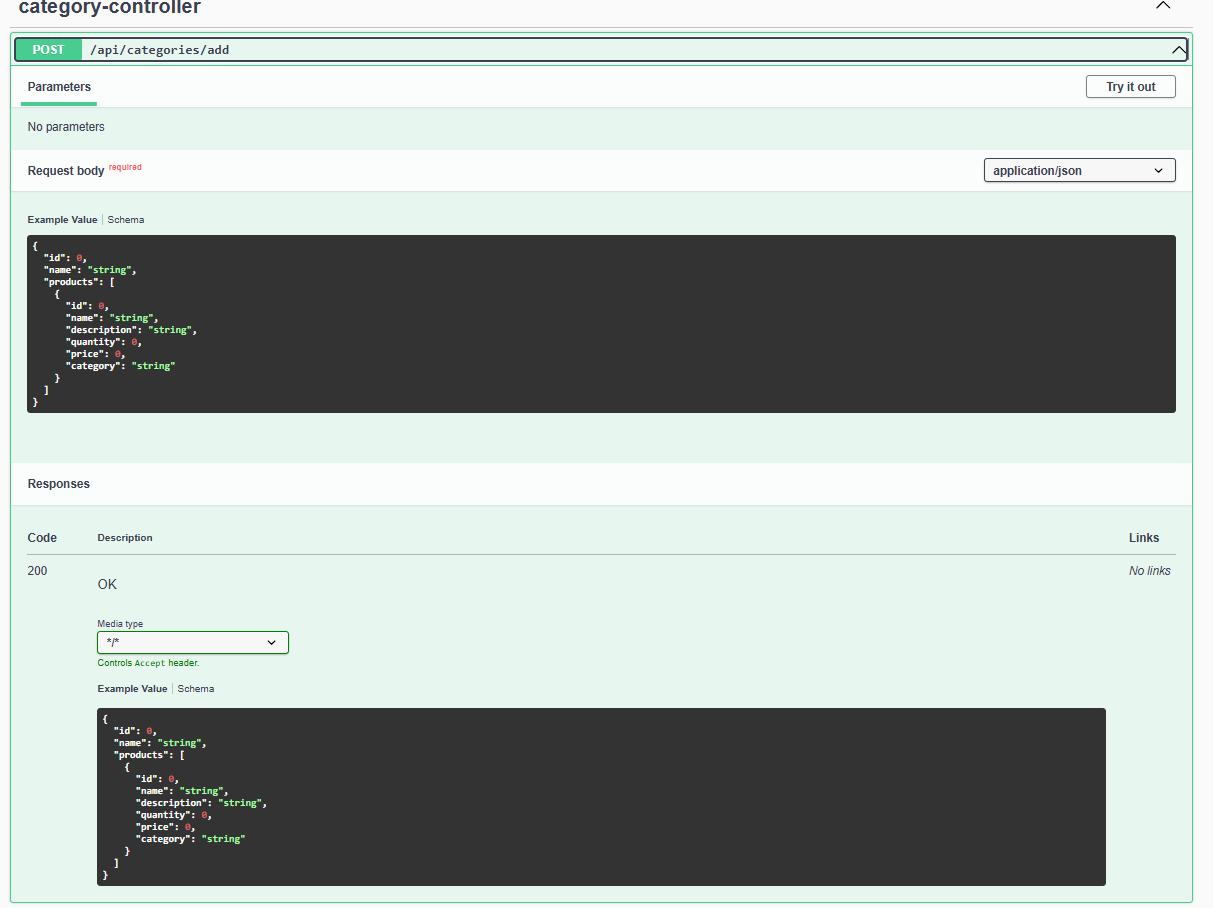 category-controller
POST /api/categories/add
Parameters
Try it out
No parameters
Request body required
application/json
Example Value | Schema
{
  "id": 0,
  "name": "string",
  "products": [
    {
      "id": 0,
      "name": "string",
      "description": "string",
      "quantity": 0,
      "price": 0,
      "category": "string"
    }
  ]
}
Responses
Code Description Links
200 OK No links
Media type
*/*
Controls Accept header.
Example Value | Schema
{
  "id": 0,
  "name": "string",
  "products": [
    {
      "id": 0,
      "name": "string",
      "description": "string",
      "quantity": 0,
      "price": 0,
      "category": "string"
    }
  ]
}